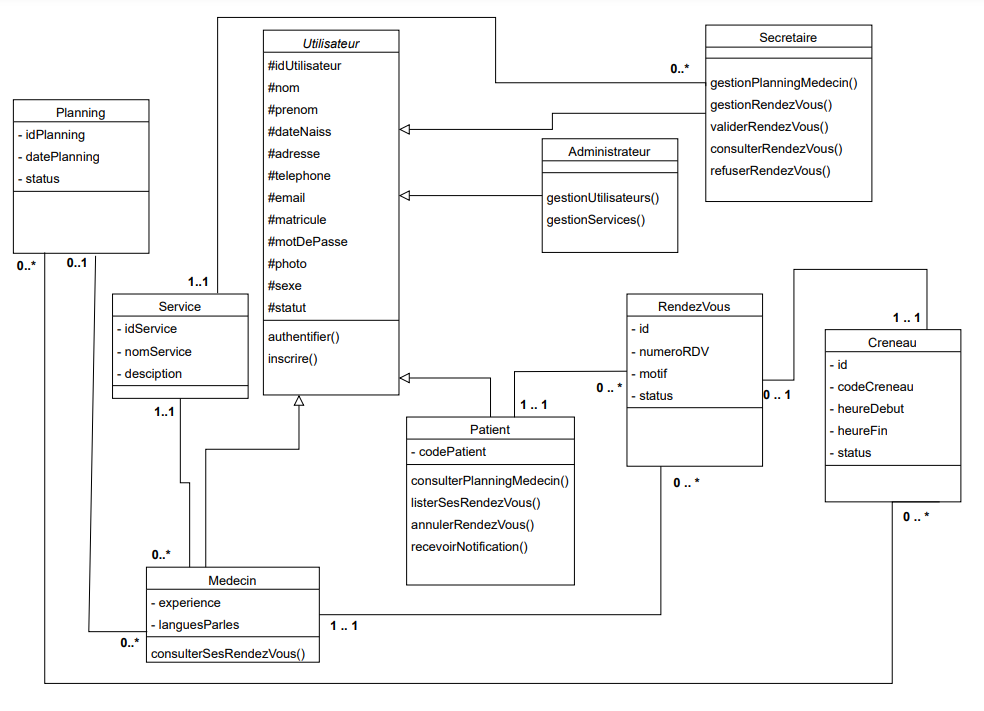 Utilisateur
#idUtilisateur
#nom
#prenom
#dateNaiss
#adresse
#telephone
#email
#matricule
#motDePasse
#photo
#sexe
#statut
authentifier()
inscrire()
Secretaire
0..*
gestionPlanningMedecin()
gestionRendezVous()
validerRendezVous()
consulterRendezVous()
refuserRendezVous()
Planning
- idPlanning
- datePlanning
- status
0..*
0..1
Administrateur
gestionUtilisateurs()
gestionServices()
1..1
Service
- idService
- nomService
- desciption
1..1
RendezVous
- id
- numeroRDV
- motif
- status
0 .. *
0 .. 1
0 .. *
1 .. 1
Creneau
- id
- codeCreneau
- heureDebut
- heureFin
- status
0 .. *
1 .. 1
Patient
- codePatient
consulterPlanningMedecin()
listerSesRendezVous()
annulerRendezVous()
recevoirNotification()
0..*
Medecin
- experience
- languesParles
consulterSesRendezVous()
0..*
1 .. 1